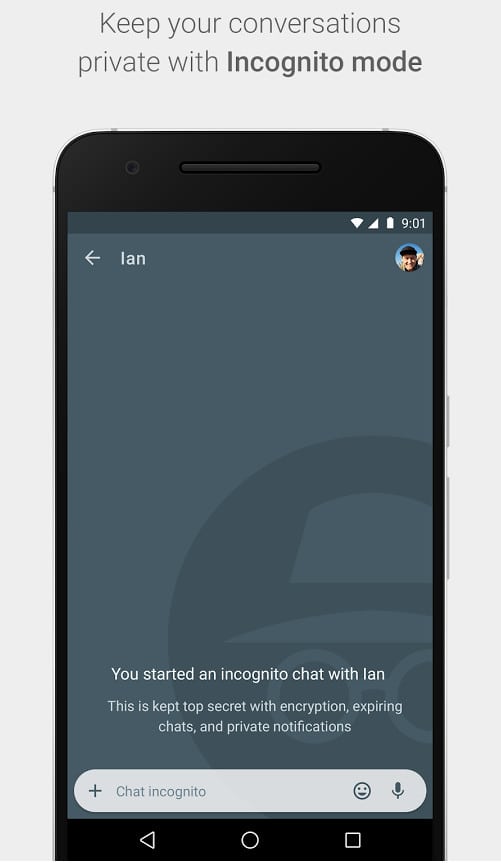 Keep your conversations
private with Incognito mode
9:01
Ian
You started an incognito chat with Ian
This is kept top secret with encryption, expiring
chats, and private notifications
Chat incognito